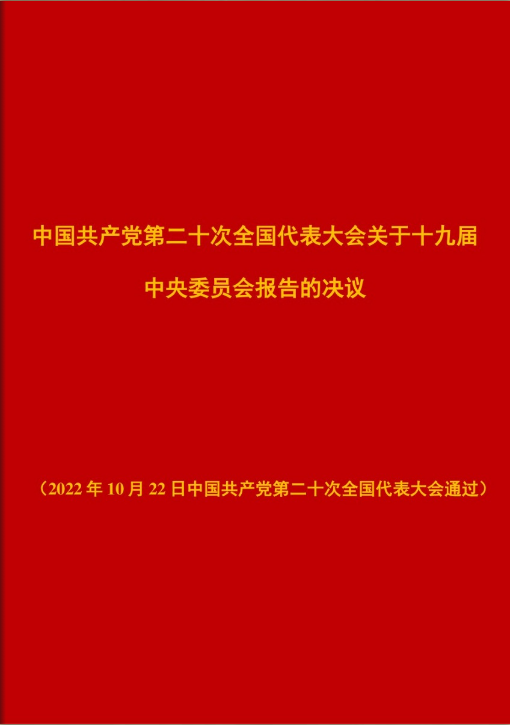 中国共产党第二十次全国代表大会关于十九届
中央委员会报告的决议
（2022 年 10 月 22 日中国共产党第二十次全国代表大会通过）